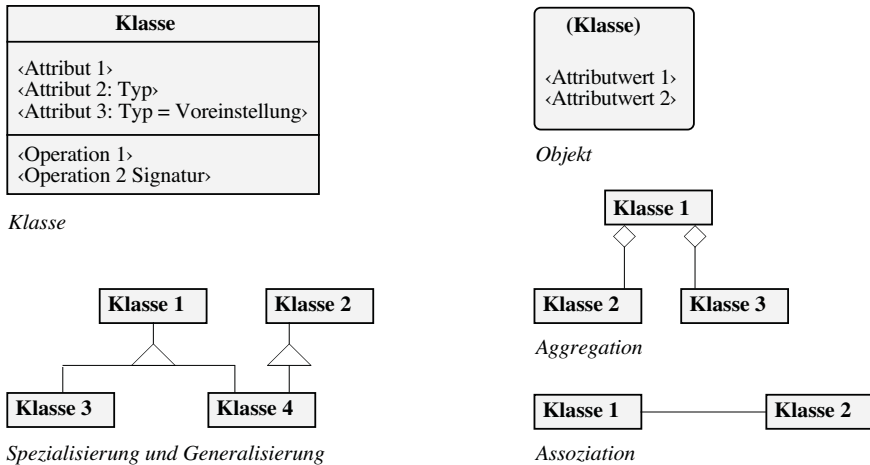 Klasse
‹Attribut 1›
‹Attribut 2: Typ›
‹Attribut 3: Typ = Voreinstellung›
‹Operation 1›
‹Operation 2 Signatur›
Klasse
(Klasse)
‹Attributwert 1›
‹Attributwert 2›
Objekt
Klasse 1
Klasse 2
Klasse 3
Klasse 4
Spezialisierung und Generalisierung
Klasse 1
Klasse 2
Klasse 3
Aggregation
Klasse 1
Klasse 2
Assoziation